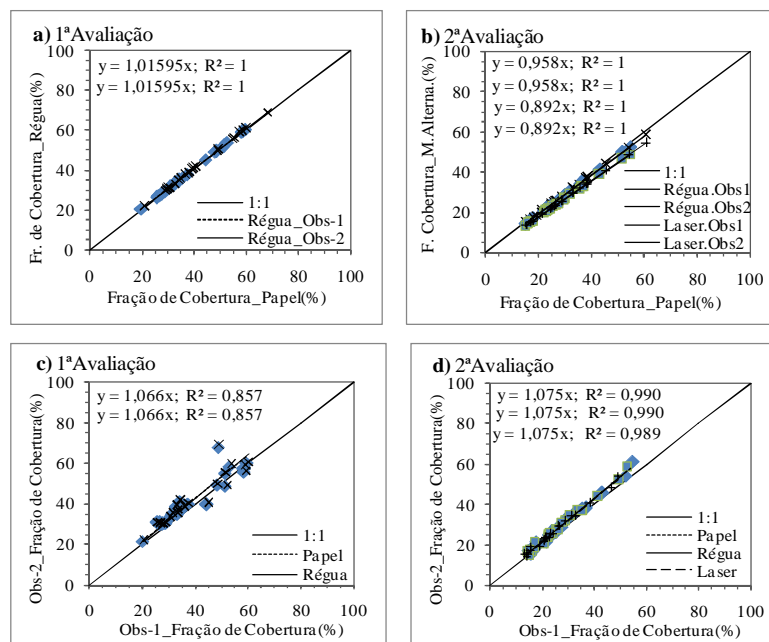 a) 1ªAvaliação
y = 1,01595x; R² = 1
y = 1,01595x; R² = 1
Fr. de Cobertura_Régua(%)
100
80
60
40
20
0
1:1
Régua_Obs-1
Régua_Obs-2
0 20 40 60 80 100
Fração de Cobertura_Papel(%)
b) 2ªAvaliação
y = 0,958x; R² = 1
y = 0,958x; R² = 1
y = 0,892x; R² = 1
y = 0,892x; R² = 1
F. Cobertura_M.Alterna.(%)
100
80
60
40
20
0
1:1
Régua.Obs1
Régua.Obs2
Laser.Obs1
Laser.Obs2
0 20 40 60 80 100
Fração de Cobertura_Papel(%)
c) 1ªAvaliação
y = 1,066x; R² = 0,857
y = 1,066x; R² = 0,857
Obs-2_Fração de Cobertura(%)
100
80
60
40
20
0
1:1
Papel
Régua
0 20 40 60 80 100
Obs-1_Fração de Cobertura(%)
d) 2ªAvaliação
y = 1,075x; R² = 0,990
y = 1,075x; R² = 0,990
y = 1,075x; R² = 0,989
Obs-2_Fração de Cobertura(%)
100
80
60
40
20
0
1:1
Papel
Régua
Laser
0 20 40 60 80 100
Obs-1_Fração de Cobertura(%)